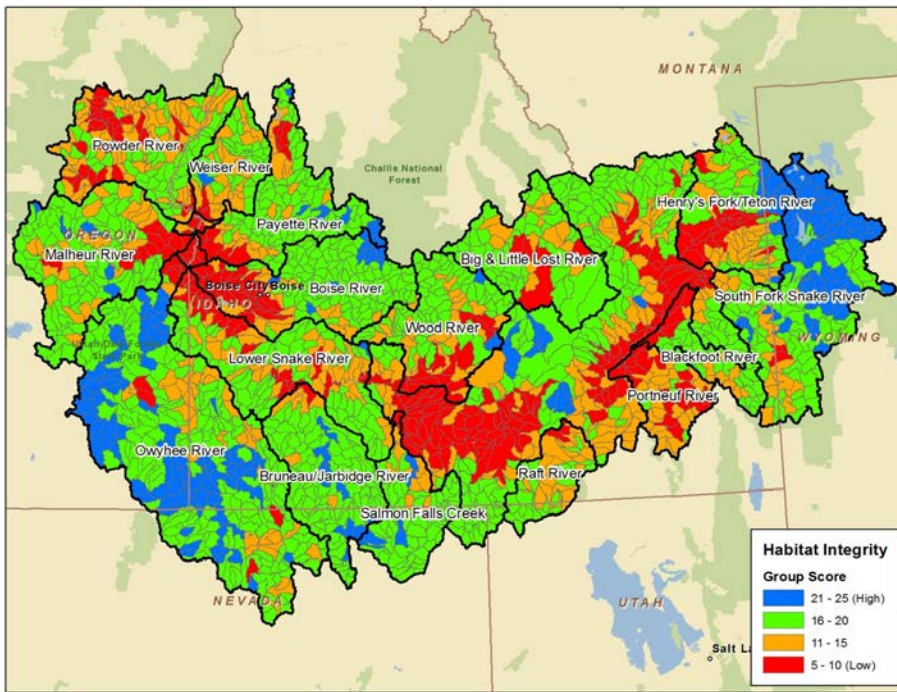 MONTANA
Powder River
Weiser River
Challis National
Forest
Henry's Fork/Teton River
Payette River
OREGON
Malheur River
Big & Little Lost River
Boise City
Boise
Boise River
IDAHO
South Fork Snake River
Wood River
WYOMING
Lower Snake River
Blackfoot River
Portneuf River
Owyhee River
Bruneau/Jarbidge River
Raft River
Salmon Falls Creek
NEVADA
UTAH
Salt La
Habitat Integrity
Group Score
21 - 25 (High)
16 - 20
11 - 15
5 - 10 (Low)